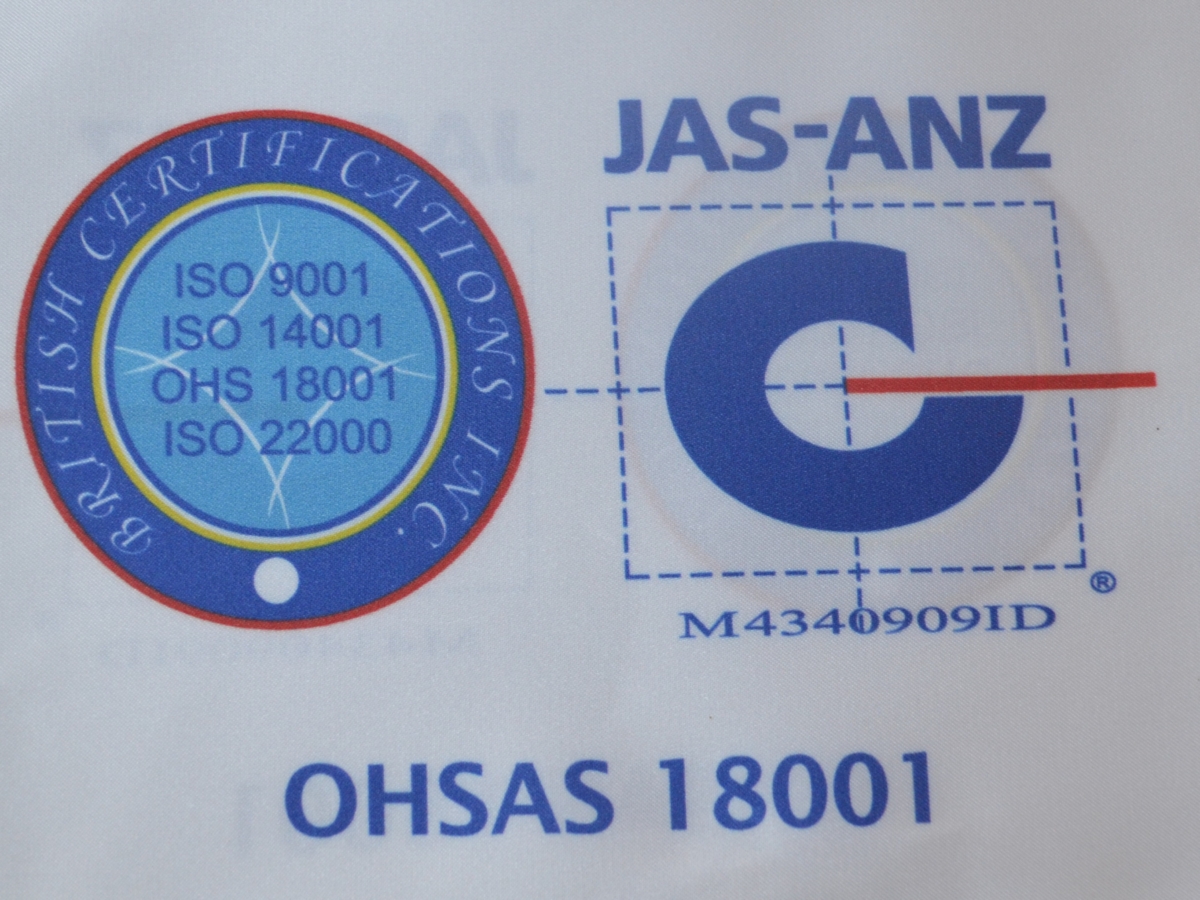 BRITISH CERTIFICATIONS INC.
ISO 9001
ISO 14001
OHS 18001
ISO 22000
JAS-ANZ
®
M4340909ID
OHSAS 18001